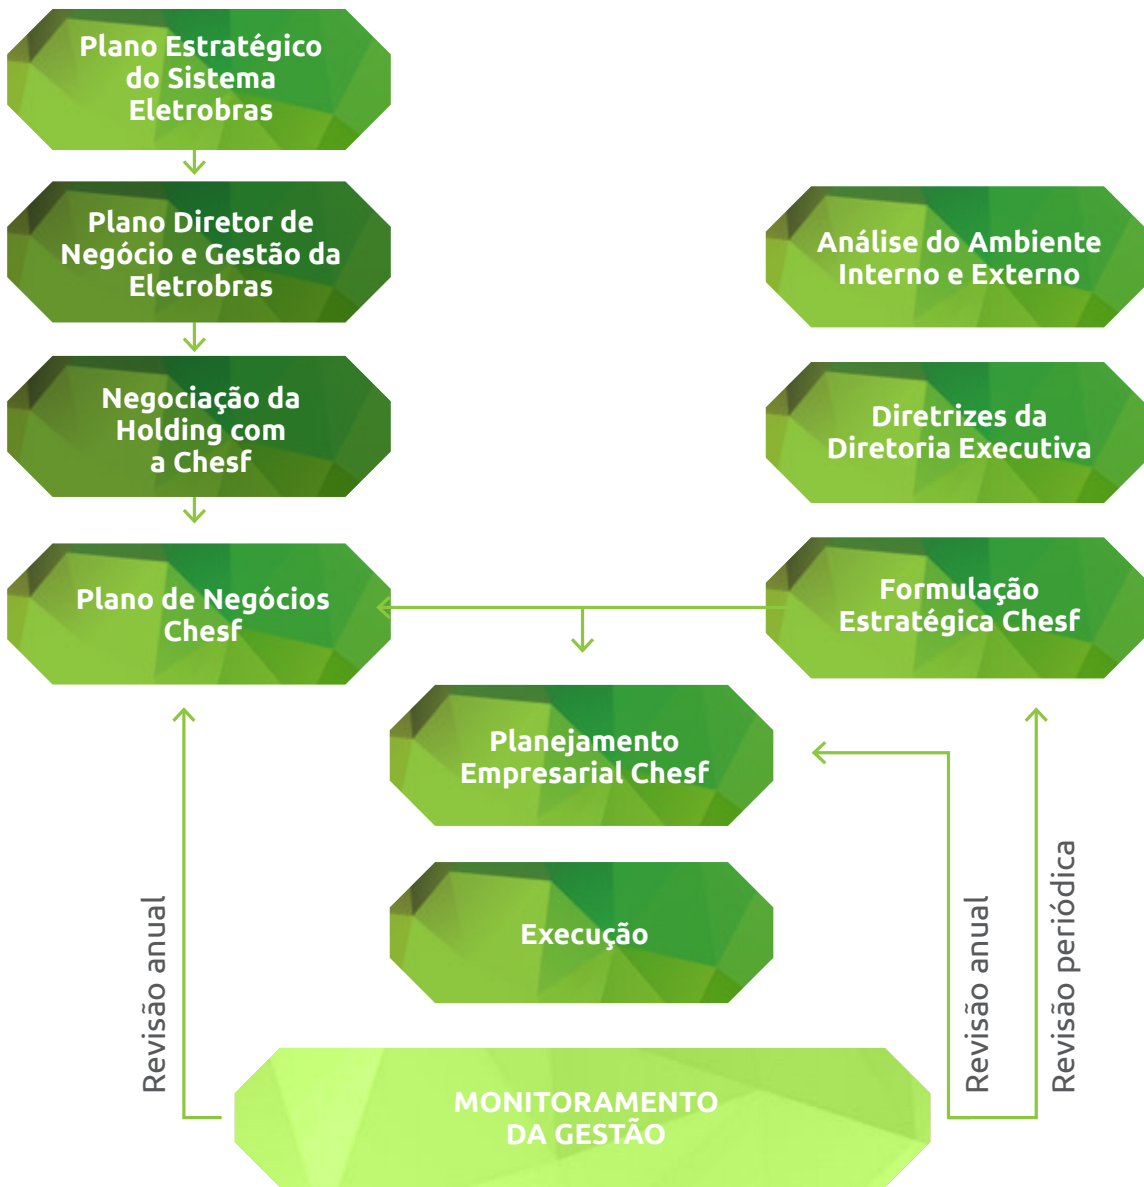 Plano Estratégico
do Sistema
Eletrobras
Plano Diretor de
Negócio e Gestão da
Eletrobras
Negociação da
Holding com
a Chesf
Plano de Negócios
Chesf
Análise do Ambiente
Interno e Externo
Diretrizes da
Diretoria Executiva
Formulação
Estratégica Chesf
Planejamento
Empresarial Chesf
Execução
MONITORAMENTO
DA GESTÃO
Revisão anual
Revisão anual
Revisão periódica